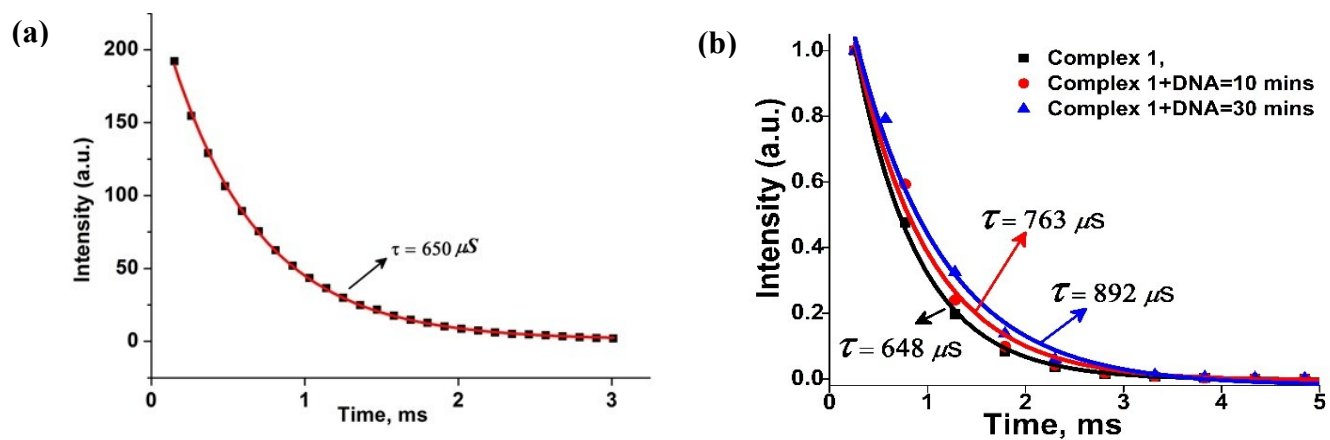 (a)
200
150
100
50
0
Intensity (a.u.)
τ = 650 μS
0 1 2 3
Time, ms
(b)
1.0
0.8
0.6
0.4
0.2
0.0
Intensity (a.u.)
Complex 1,
Complex 1+DNA=10 mins
Complex 1+DNA=30 mins
τ = 763 μS
τ = 892 μS
τ = 648 μS
0 1 2 3 4 5
Time, ms